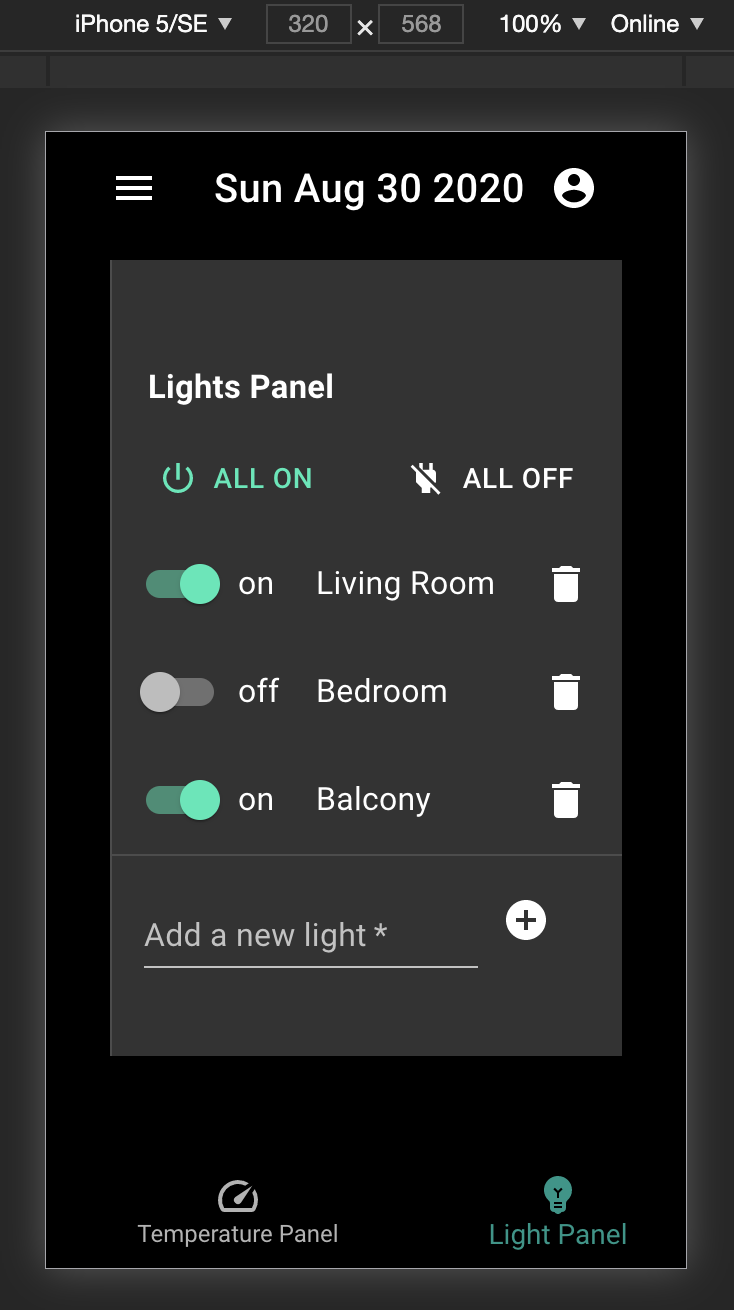 iPhone 5/SE ▼ 320 × 568 100% ▼ Online ▼
Sun Aug 30 2020
Lights Panel
ALL ON ALL OFF
on Living Room
off Bedroom
on Balcony
Add a new light *
Temperature Panel Light Panel